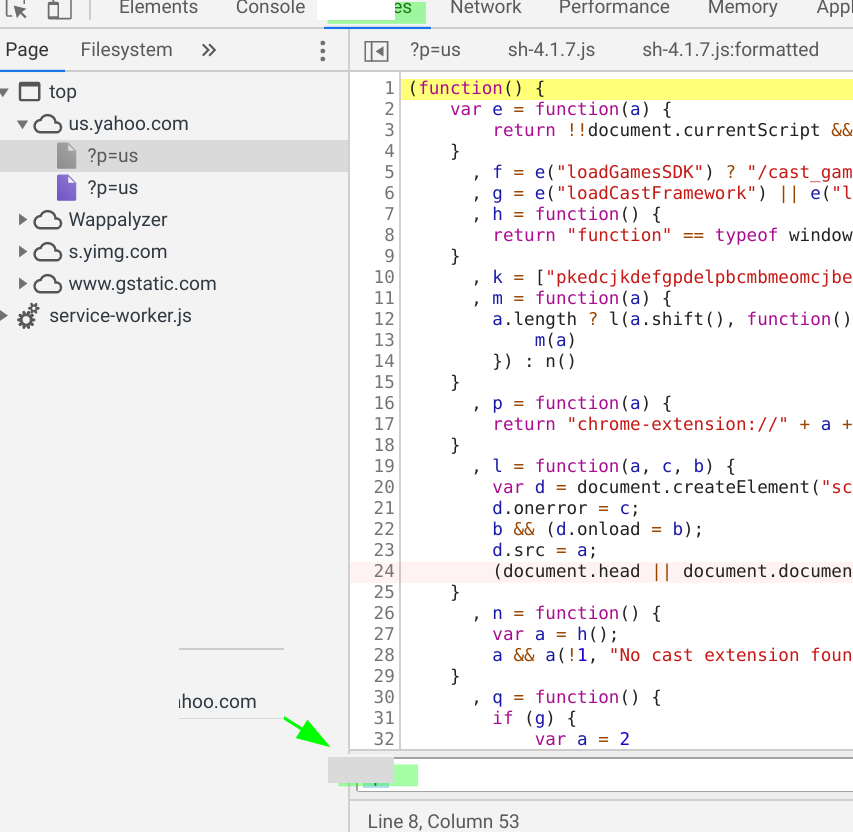 Elements Console es Network Performance Memory Appl
Page Filesystem »
?p=us sh-4.1.7.js sh-4.1.7.js:formatted
top
us.yahoo.com
?p=us
?p=us
Wappalyzer
s.yimg.com
www.gstatic.com
service-worker.js
hoo.com
1 (function() {
2 var e = function(a) {
3 return !!document.currentScript &&
4 }
5 , f = e("loadGamesSDK") ? "/cast_gam
6 , g = e("loadCastFramework") || e("l
7 , h = function() {
8 return "function" == typeof window
9 }
10 , k = ["pkedcjkdefgpdelpbcmbmeomcjbe
11 , m = function(a) {
12 a.length ? l(a.shift(), function()
13 m(a)
14 }) : n()
15 }
16 , p = function(a) {
17 return "chrome-extension://" + a +
18 }
19 , l = function(a, c, b) {
20 var d = document.createElement("sc
21 d.onerror = c;
22 b && (d.onload = b);
23 d.src = a;
24 (document.head || document.documen
25 }
26 , n = function() {
27 var a = h();
28 a && a(!1, "No cast extension foun
29 }
30 , q = function() {
31 if (g) {
32 var a = 2
Line 8, Column 53